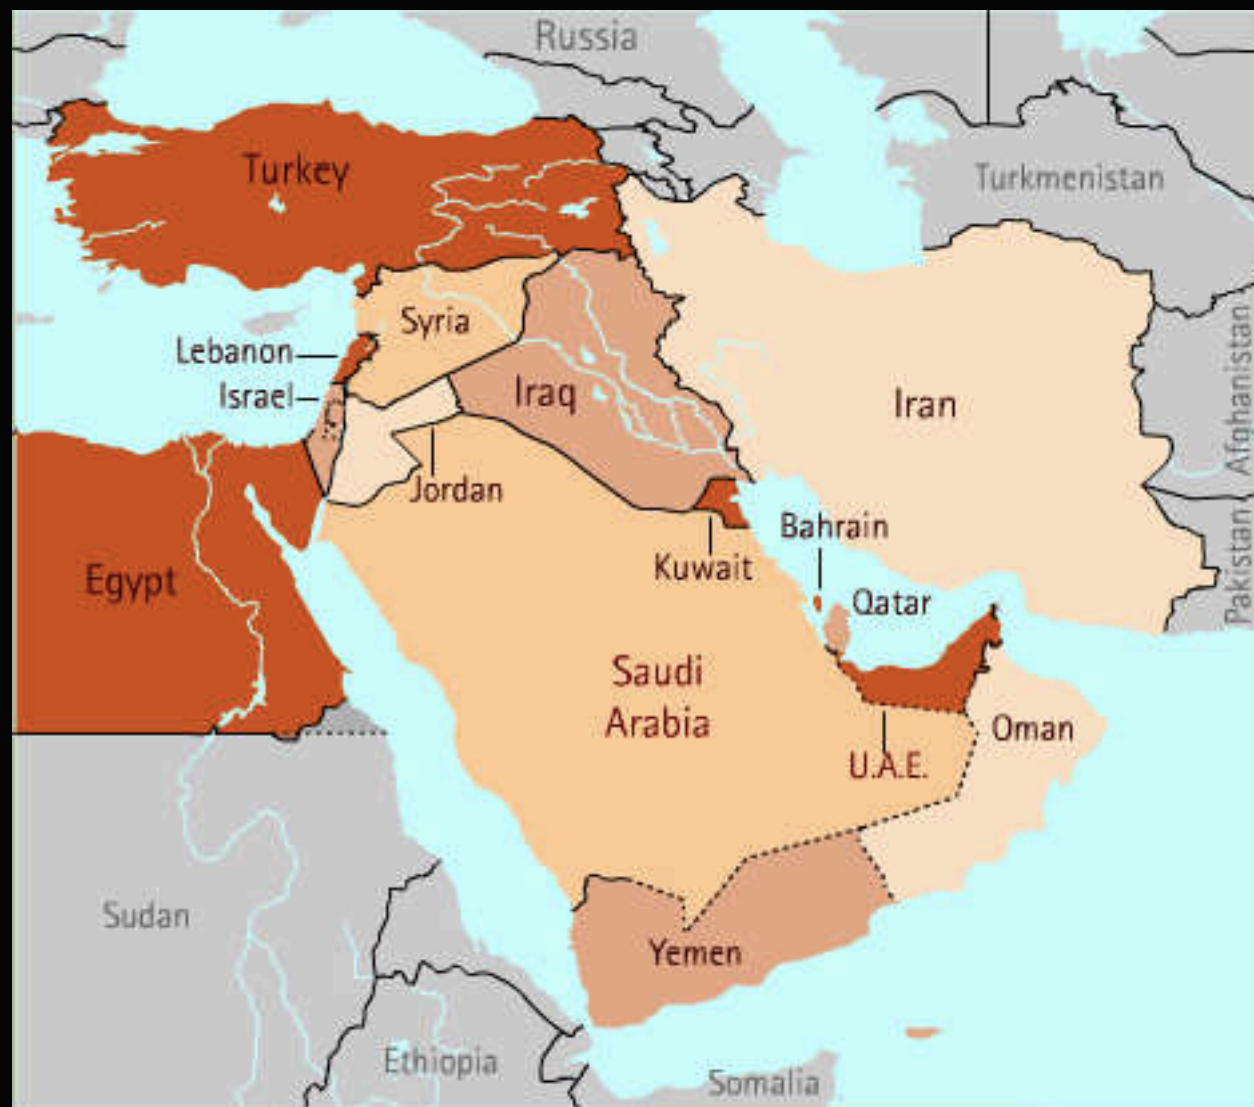 Russia
Turkey
Turkmenistan
Syria
Lebanon
Israel
Iraq
Iran
Afghanistan
Jordan
Bahrain
Kuwait
Pakistan
Egypt
Qatar
Saudi
Arabia
Oman
U.A.E.
Sudan
Yemen
Ethiopia
Somalia